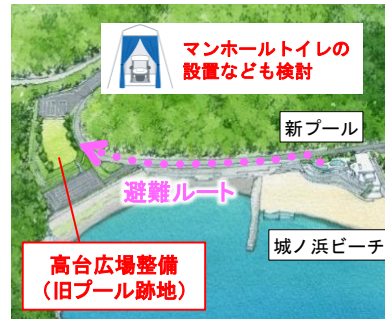 マンホールトイレの
設置なども検討
新プール
避難ルート
城ノ浜ビーチ
高台広場整備
（旧プール跡地）